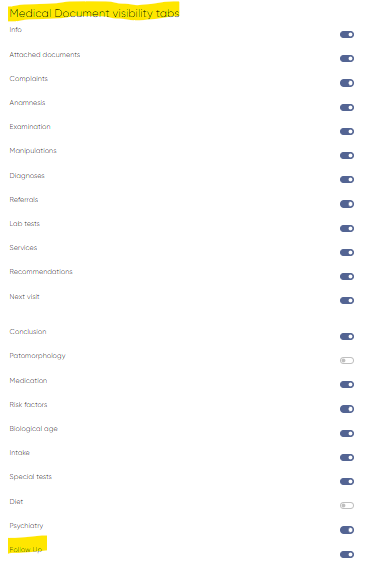 Medical Document visibility tabs
Info
Attached documents
Complaints
Anamnesis
Examination
Manipulations
Diagnoses
Referrals
Lab tests
Services
Recommendations
Next visit
Conclusion
Patomorphology
Medication
Risk factors
Biological age
Intake
Special tests
Diet
Psychiatry
Follow Up